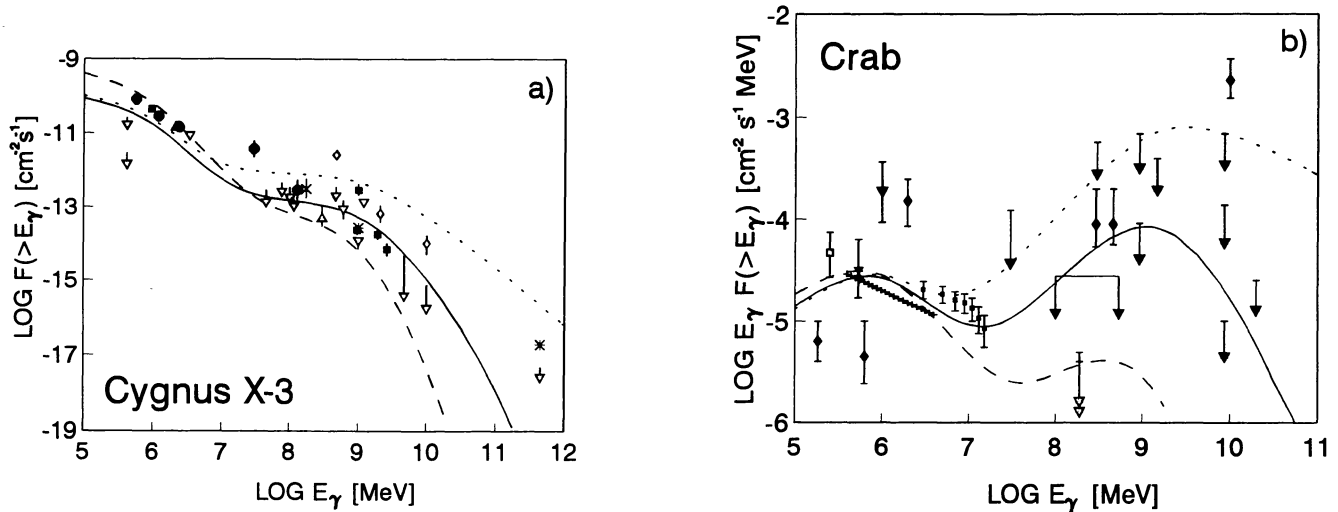 a)
LOG F(>Eγ) [cm⁻²s⁻¹]
-9
-11
-13
-15
-17
-19
Cygnus X-3
5 6 7 8 9 10 11 12
LOG Eγ [MeV]
b)
Crab
LOG Eγ F(>Eγ) [cm⁻² s⁻¹ MeV]
-2
-3
-4
-5
-6
5 6 7 8 9 10 11
LOG Eγ [MeV]